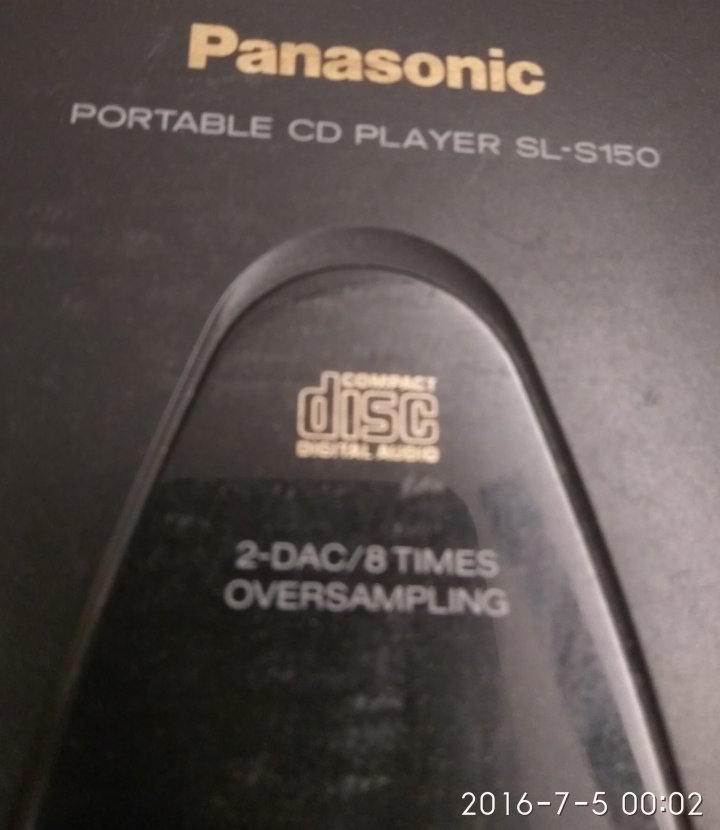 Panasonic
PORTABLE CD PLAYER SL-S150
COMPACT
disc
DIGITAL AUDIO
2-DAC/8 TIMES
OVERSAMPLING
2016-7-5 00:02